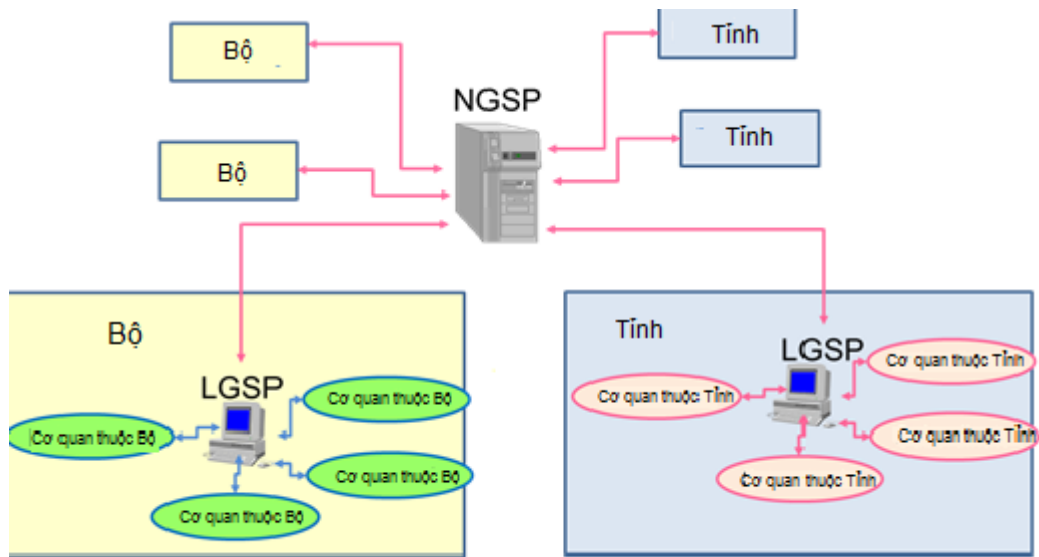 Bộ
Tỉnh
NGSP
Bộ
Tỉnh
Bộ
LGSP
Cơ quan thuộc Bộ
Cơ quan thuộc Bộ
Cơ quan thuộc Bộ
Cơ quan thuộc Bộ
Tỉnh
LGSP
Cơ quan thuộc Tỉnh
Cơ quan thuộc Tỉnh
Cơ quan thuộc Tỉnh
Cơ quan thuộc Tỉnh